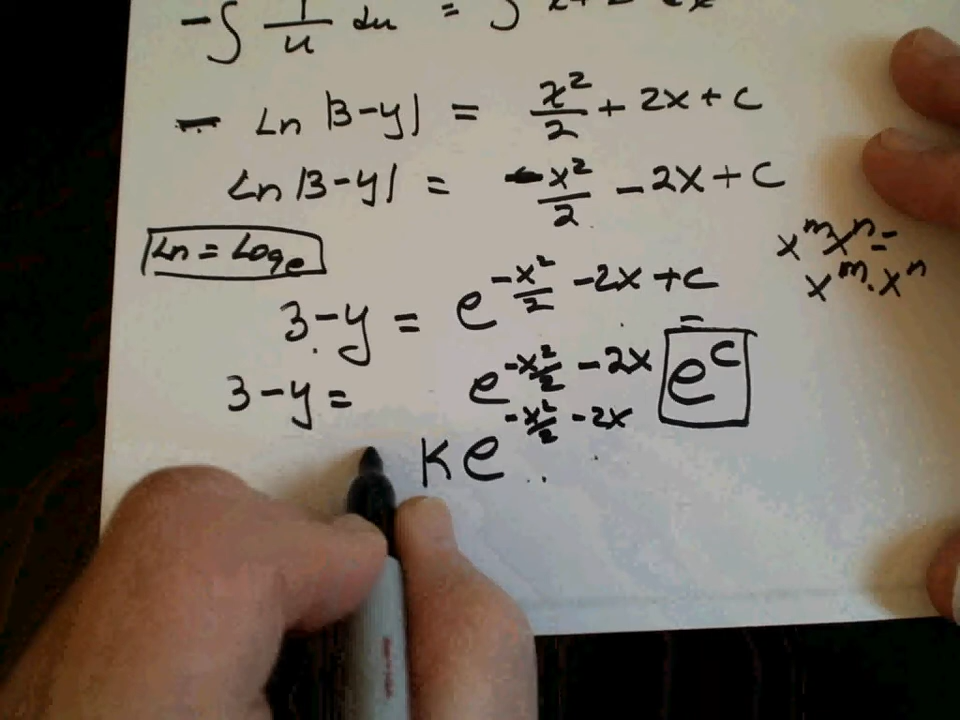 -∫ 1/u du = ∫
- Ln |3-y| = x²/2 + 2x + c
Ln |3-y| = -x²/2 - 2x + c
Ln = Log_e
x^m x^n =
x^m · x^n
3-y = e^(-x²/2 - 2x + c)
=
3-y = e^(-x²/2 - 2x) e^c
K e^(-x²/2 - 2x)